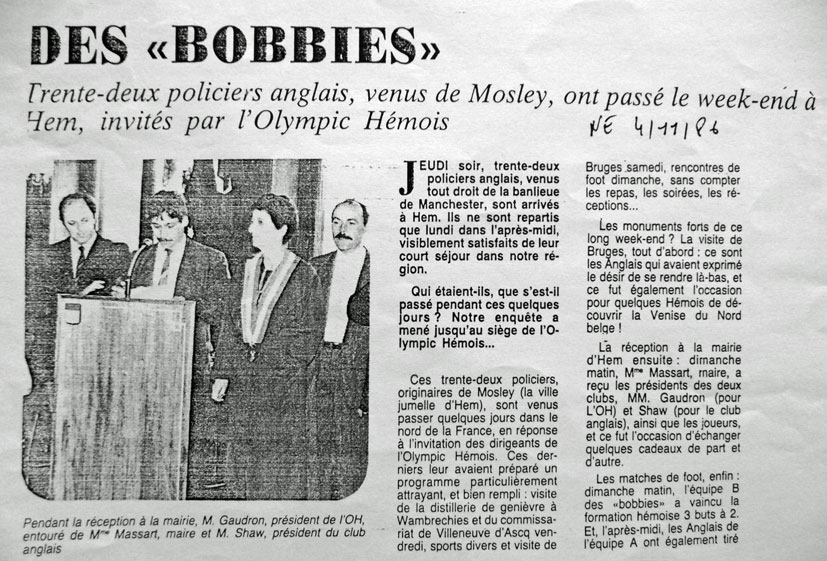 DES «BOBBIES»
Trente-deux policiers anglais, venus de Mosley, ont passé le week-end à
Hem, invités par l'Olympic Hémois
NE 4/11/86
JEUDI soir, trente-deux
policiers anglais, venus
tout droit de la banlieue
de Manchester, sont arrivés
à Hem. Ils ne sont repartis
que lundi dans l'après-midi,
visiblement satisfaits de leur
court séjour dans notre ré-
gion.
Qui étaient-ils, que s'est-il
passé pendant ces quelques
jours ? Notre enquête a
mené jusqu'au siège de l'O-
lympic Hémois...
Ces trente-deux policiers,
originaires de Mosley (la ville
jumelle d'Hem), sont venus
passer quelques jours dans le
nord de la France, en réponse
à l'invitation des dirigeants de
l'Olympic Hémois. Ces der-
niers leur avaient préparé un
programme particulièrement
attrayant, et bien rempli : visite
de la distillerie de genièvre à
Wambrechies et du commissa-
riat de Villeneuve d'Ascq ven-
dredi, sports divers et visite de
Bruges samedi, rencontres de
foot dimanche, sans compter
les repas, les soirées, les ré-
ceptions...
Les monuments forts de ce
long week-end ? La visite de
Bruges, tout d'abord : ce sont
les Anglais qui avaient exprimé
le désir de se rendre là-bas, et
ce fut également l'occasion
pour quelques Hémois de dé-
couvrir la Venise du Nord
belge !
La réception à la mairie
d'Hem ensuite : dimanche
matin, Mme Massart, maire, a
reçu les présidents des deux
clubs, MM. Gaudron (pour
L'OH) et Shaw (pour le club
anglais), ainsi que les joueurs,
et ce fut l'occasion d'échanger
quelques cadeaux de part et
d'autre.
Les matches de foot, enfin :
dimanche matin, l'équipe B
des «bobbies» a vaincu la
formation hémoise 3 buts à 2.
Et, l'après-midi, les Anglais de
l'équipe A ont également tiré
Pendant la réception à la mairie, M. Gaudron, président de l'OH,
entouré de Mme Massart, maire et M. Shaw, président du club
anglais